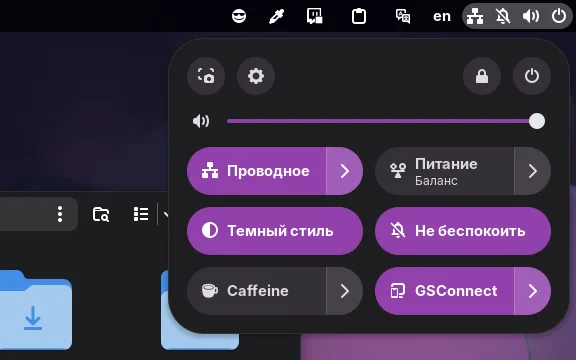 en
Проводное
Питание
Баланс
Темный стиль
Не беспокоить
Caffeine
GSConnect